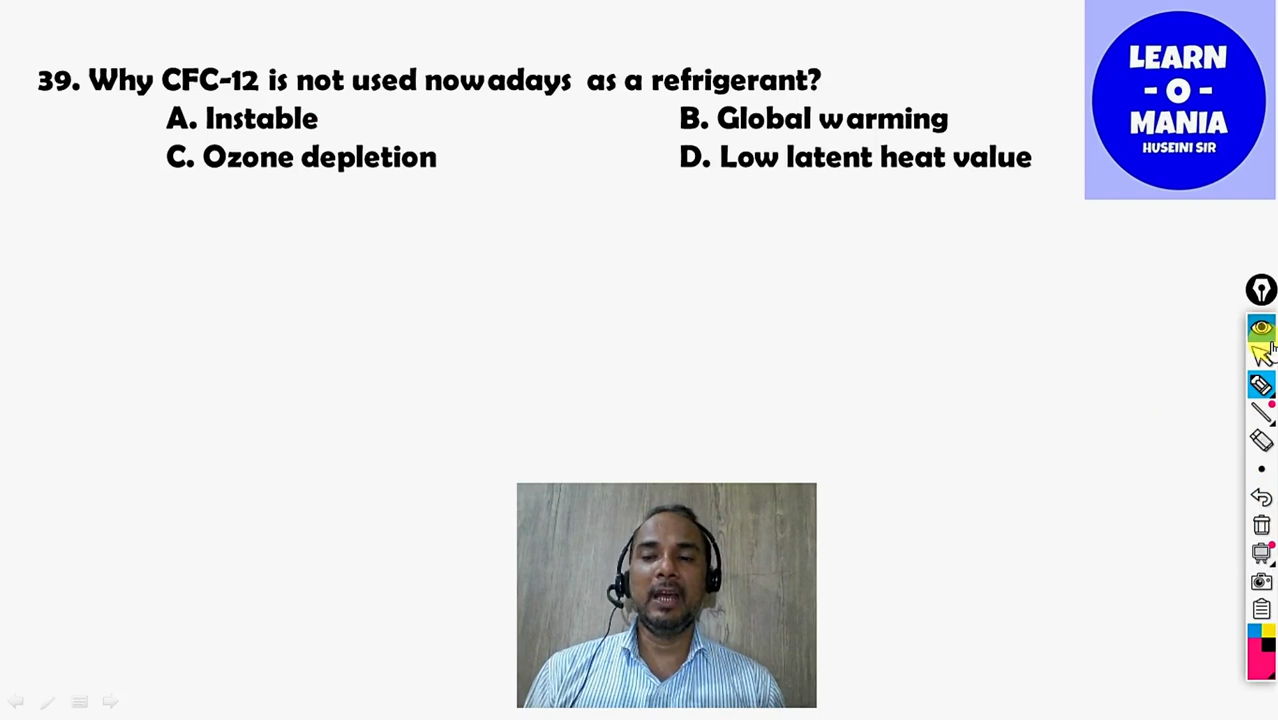 39. Why CFC-12 is not used nowadays as a refrigerant?
A. Instable B. Global warming
C. Ozone depletion D. Low latent heat value
LEARN
- O -
MANIA
HUSEINI SIR